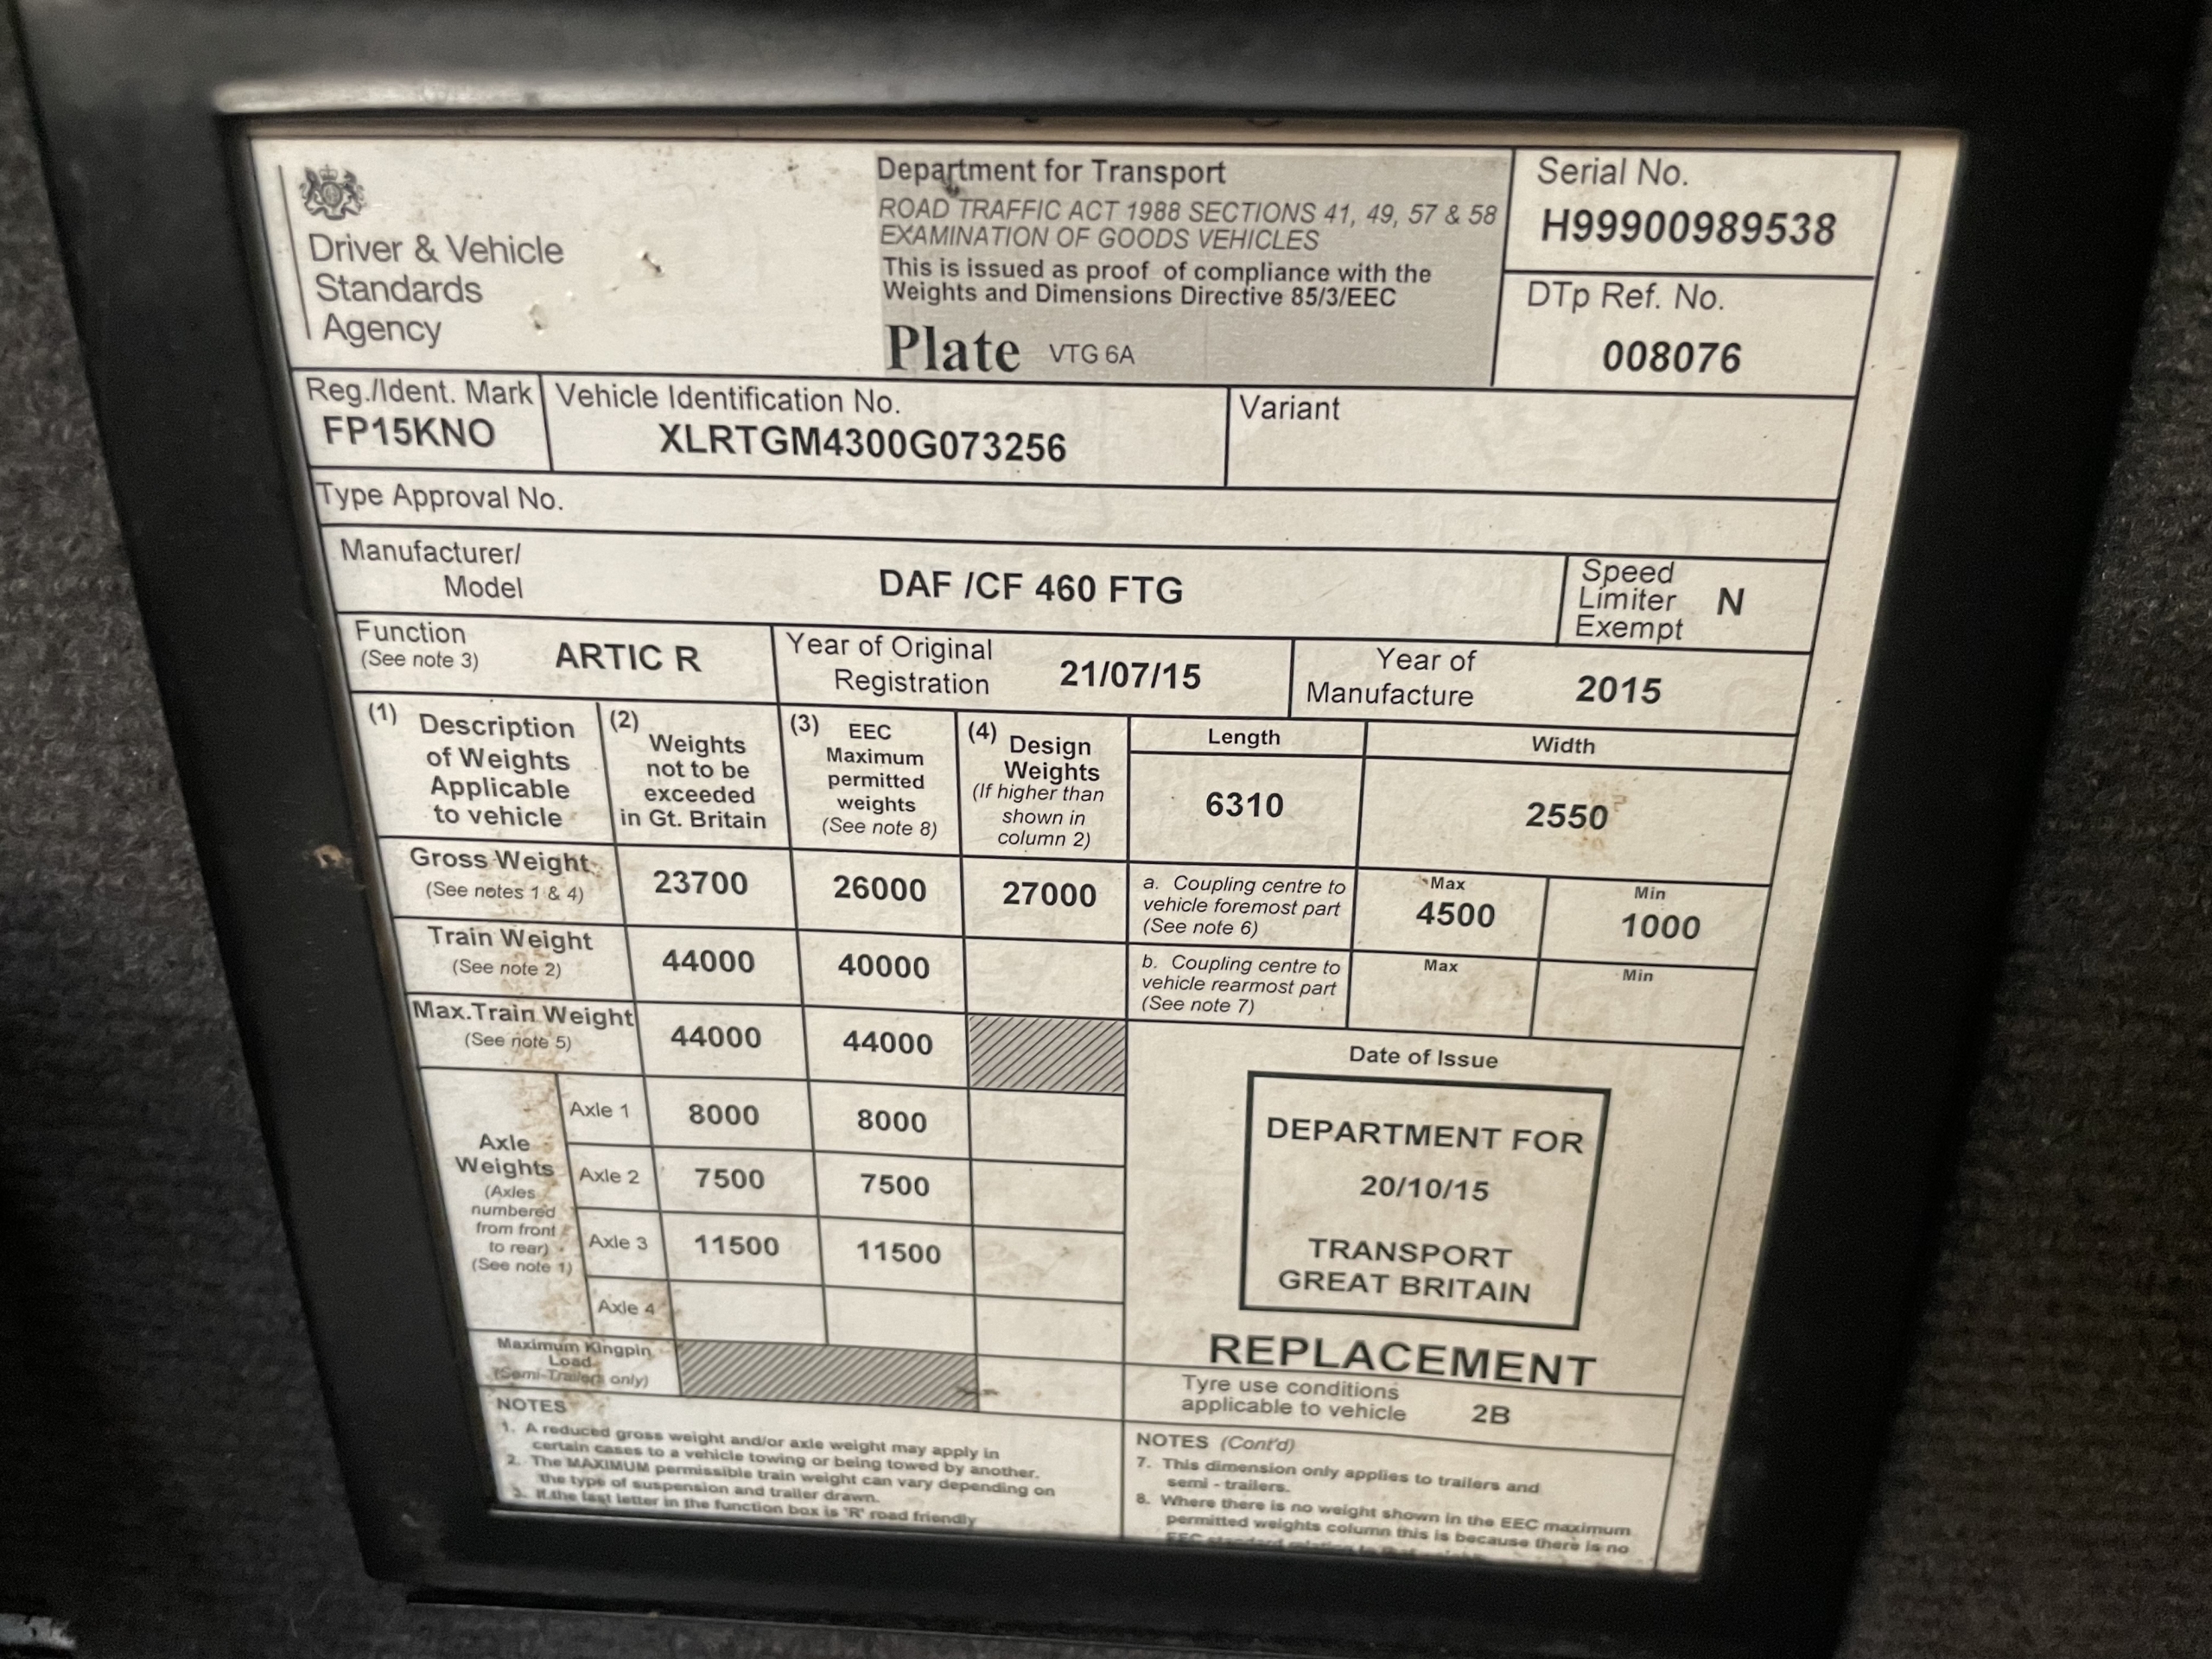 Driver & Vehicle
Standards
Agency
Department for Transport
ROAD TRAFFIC ACT 1988 SECTIONS 41, 49, 57 & 58
EXAMINATION OF GOODS VEHICLES
This is issued as proof of compliance with the
Weights and Dimensions Directive 85/3/EEC
Plate VTG 6A
Serial No.
H99900989538
DTp Ref. No.
008076
Reg./Ident. Mark
FP15KNO
Vehicle Identification No.
XLRTGM4300G073256
Variant
Type Approval No.
Manufacturer/
Model
DAF /CF 460 FTG
Speed
Limiter
Exempt
N
Function
(See note 3)
ARTIC R
Year of Original
Registration
21/07/15
Year of
Manufacture
2015
(1) Description
of Weights
Applicable
to vehicle
(2) Weights
not to be
exceeded
in Gt. Britain
(3) EEC
Maximum
permitted
weights
(See note 8)
(4) Design
Weights
(If higher than
shown in
column 2)
Length
6310
Width
2550
Gross Weight
(See notes 1 & 4)
23700 26000 27000
a. Coupling centre to
vehicle foremost part
(See note 6)
Max
4500
Min
1000
Train Weight
(See note 2)
44000 40000
b. Coupling centre to
vehicle rearmost part
(See note 7)
Max
Min
Max.Train Weight
(See note 5)
44000 44000
Axle
Weights
(Axles
numbered
from front
to rear)
(See note 1)
Axle 1 8000 8000
Axle 2 7500 7500
Axle 3 11500 11500
Axle 4
Maximum Kingpin
Load
(Semi-Trailers only)
Date of Issue
DEPARTMENT FOR
20/10/15
TRANSPORT
GREAT BRITAIN
REPLACEMENT
Tyre use conditions
applicable to vehicle
2B
NOTES
1. A reduced gross weight and/or axle weight may apply in
certain cases to a vehicle towing or being towed by another.
2. The MAXIMUM permissible train weight can vary depending on
the type of suspension and trailer drawn.
3. If the last letter in the function box is 'R' road friendly
NOTES (Cont'd)
7. This dimension only applies to trailers and
semi - trailers.
8. Where there is no weight shown in the EEC maximum
permitted weights column this is because there is no